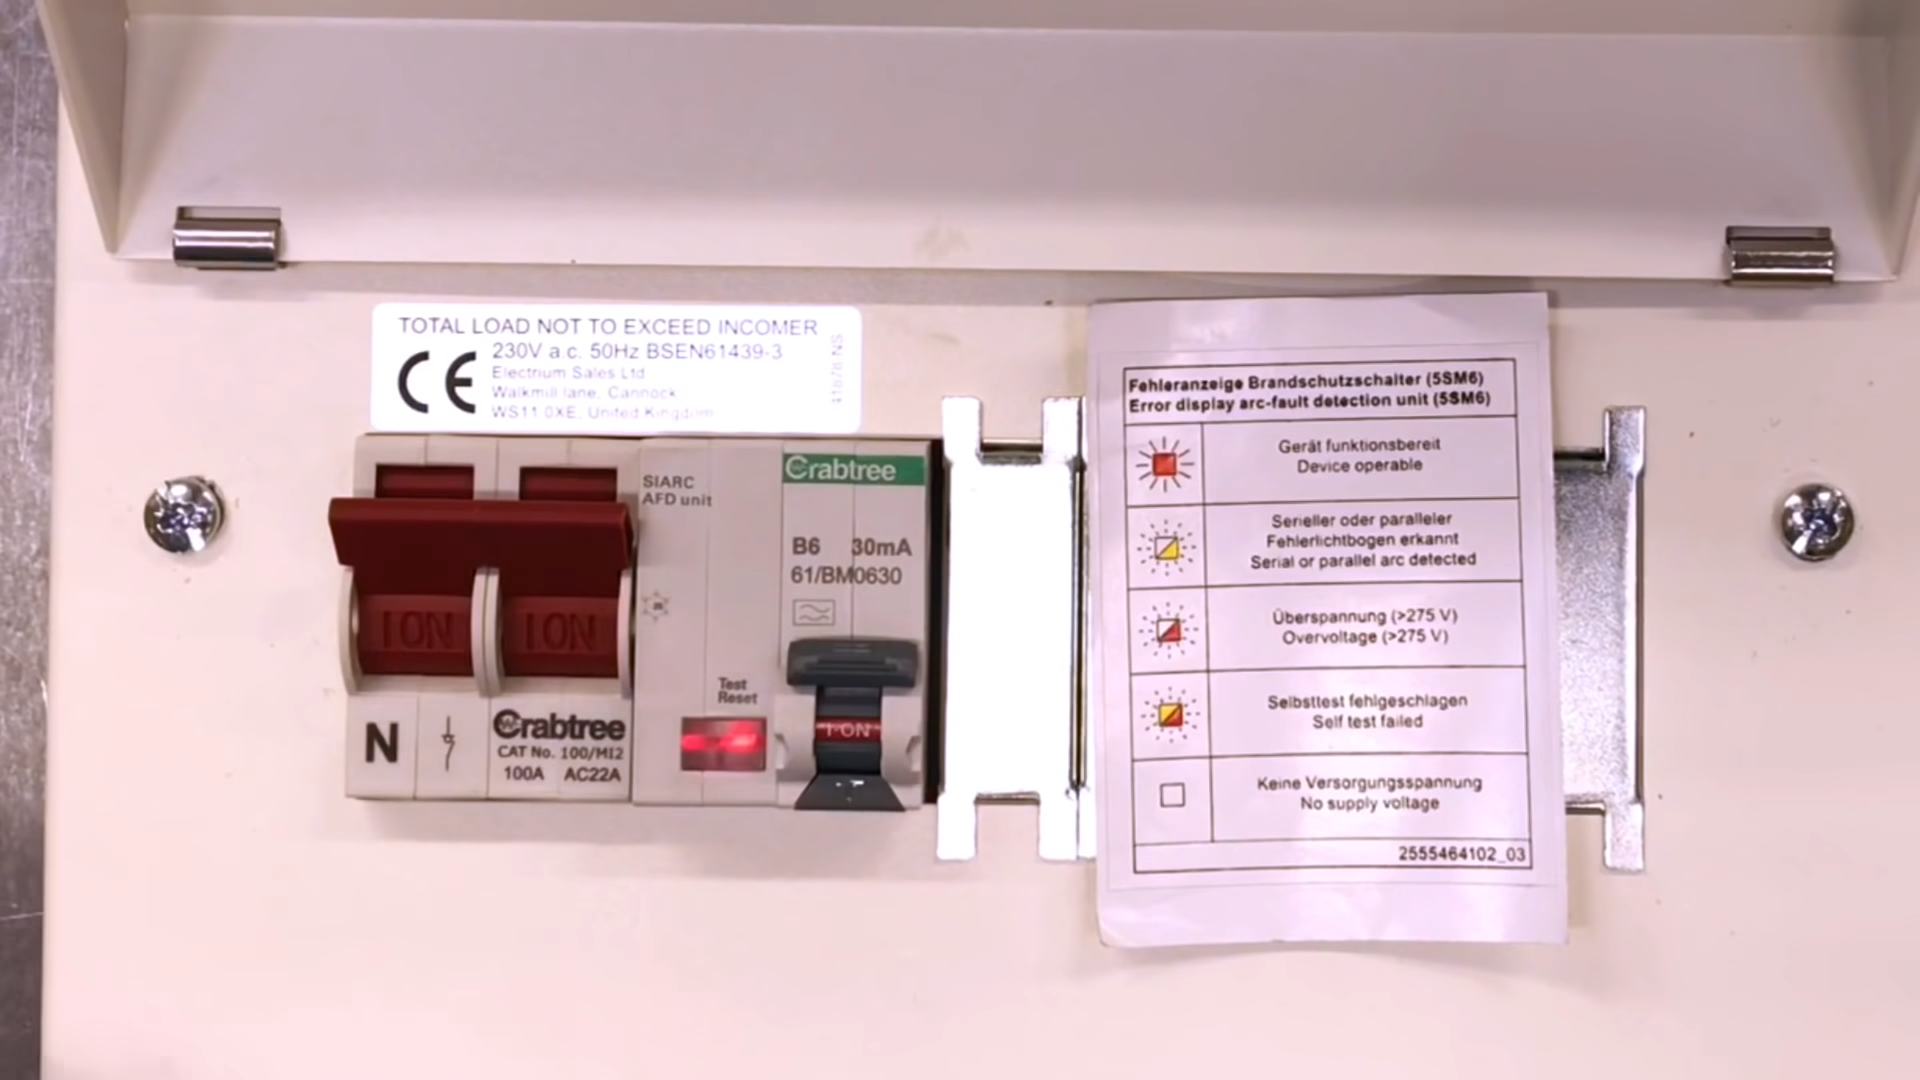 TOTAL LOAD NOT TO EXCEED INCOMER
230V a.c. 50Hz BSEN61439-3
Electrium Sales Ltd
Walkmill lane, Cannock
WS11 0XE, United Kingdom
CE
I ON
I ON
N
Crabtree
CAT No. 100/MI2
100A AC22A
SIARC
AFD unit
Test
Reset
Crabtree
B6 30mA
61/BM0630
I-ON
Fehleranzeige Brandschutzschalter (5SM6)
Error display arc-fault detection unit (5SM6)
Gerät funktionsbereit
Device operable
Serieller oder paralleler
Fehlerlichtbogen erkannt
Serial or parallel arc detected
Überspannung (>275 V)
Overvoltage (>275 V)
Selbsttest fehlgeschlagen
Self test failed
Keine Versorgungsspannung
No supply voltage
2555464102_03